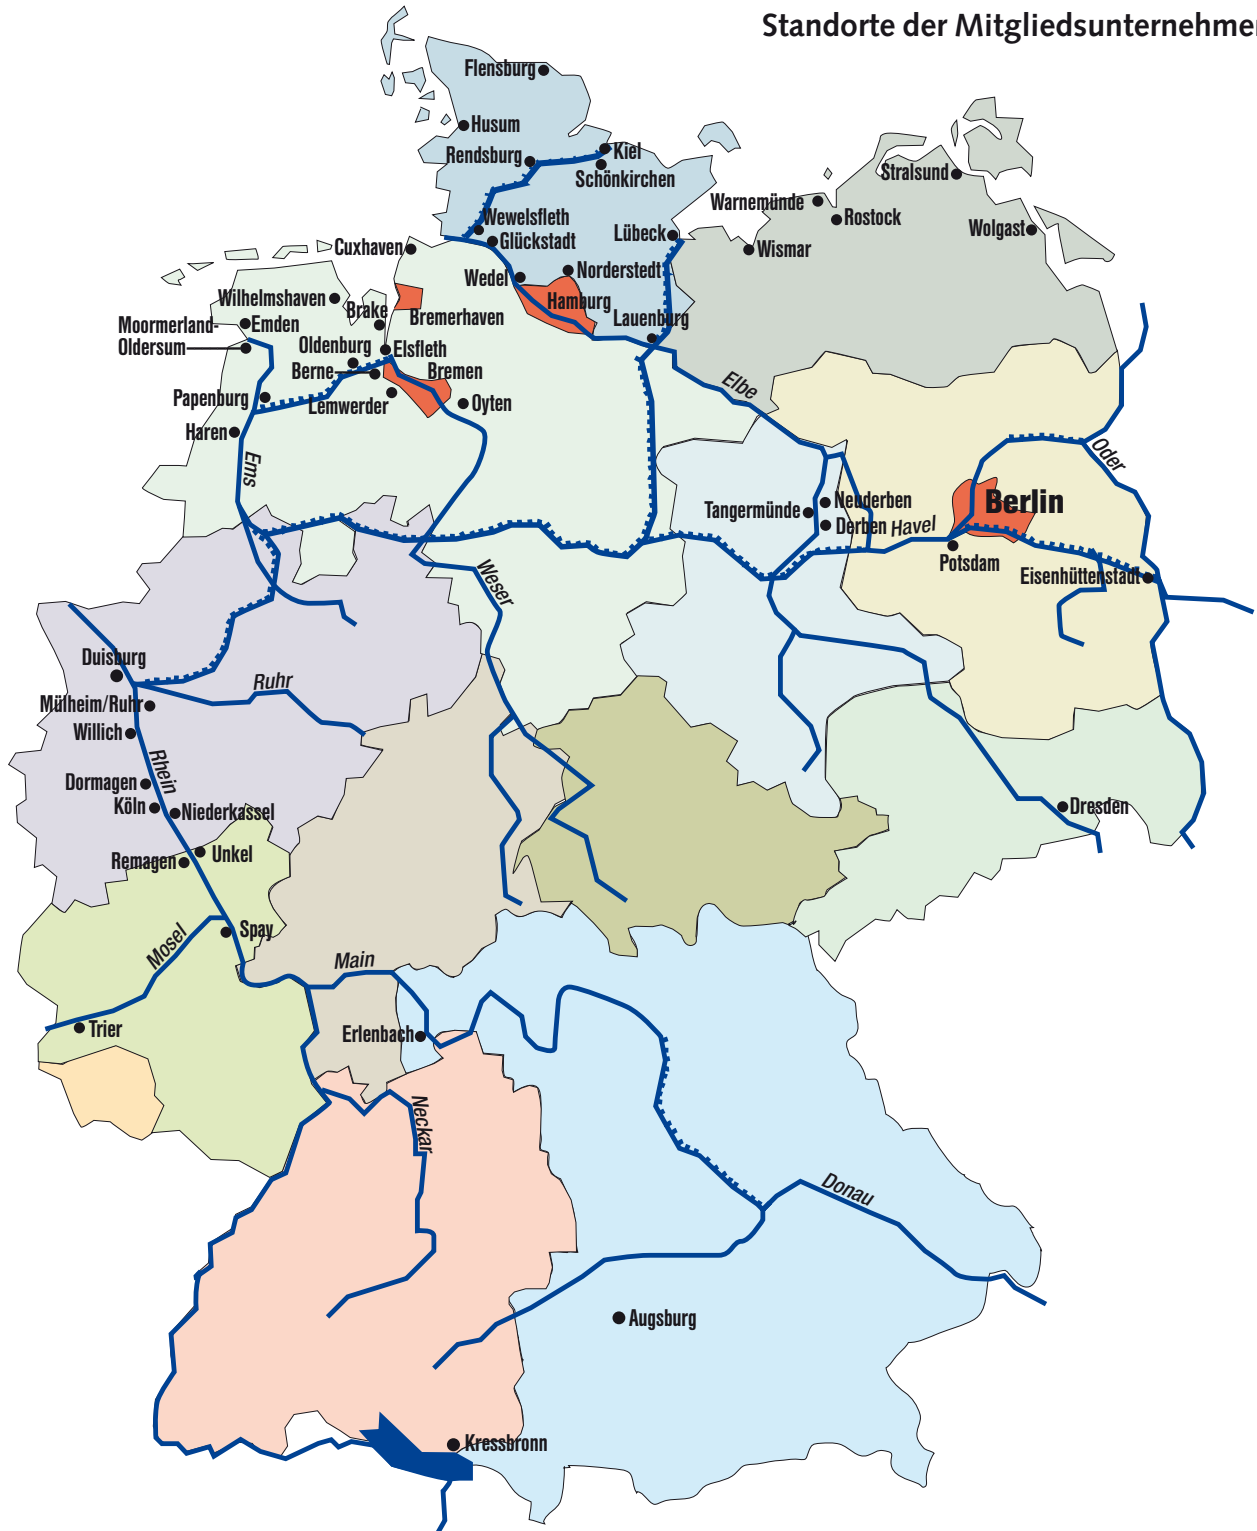 Standorte der Mitgliedsunternehmen
Flensburg
Husum
Rendsburg
Kiel
Schönkirchen
Stralsund
Warnemünde
Rostock
Wewelsfleth
Glückstadt
Lübeck
Wolgast
Cuxhaven
Wismar
Wedel
Norderstedt
Wilhelmshaven
Brake
Hamburg
Bremerhaven
Moormerland-
Oldersum
Emden
Lauenburg
Oldenburg
Elsfleth
Berne
Bremen
Elbe
Papenburg
Lemwerder
Oyten
Haren
Ems
Oder
Tangermünde
Neuderben
Berlin
Derben
Havel
Potsdam
Eisenhüttenstadt
Weser
Duisburg
Ruhr
Mülheim/Ruhr
Willich
Rhein
Dormagen
Köln
Niederkassel
Dresden
Remagen
Unkel
Spay
Mosel
Main
Trier
Erlenbach
Neckar
Donau
Augsburg
Kressbronn